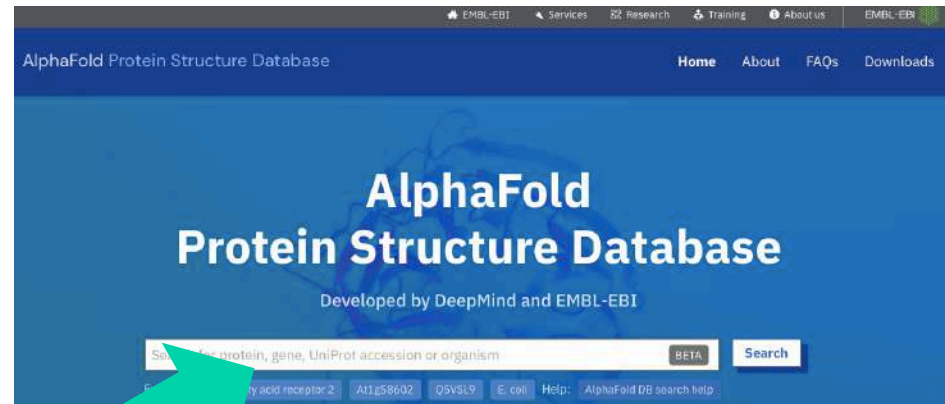 EMBL-EBI Services Research Training About us EMBL-EBI
AlphaFold Protein Structure Database Home About FAQs Downloads
AlphaFold
Protein Structure Database
Developed by DeepMind and EMBL-EBI
protein, gene, UniProt accession or organism BETA Search
acid receptor 2 At1g58602 Q5VSL9 E. coli Help: AlphaFold DB search help